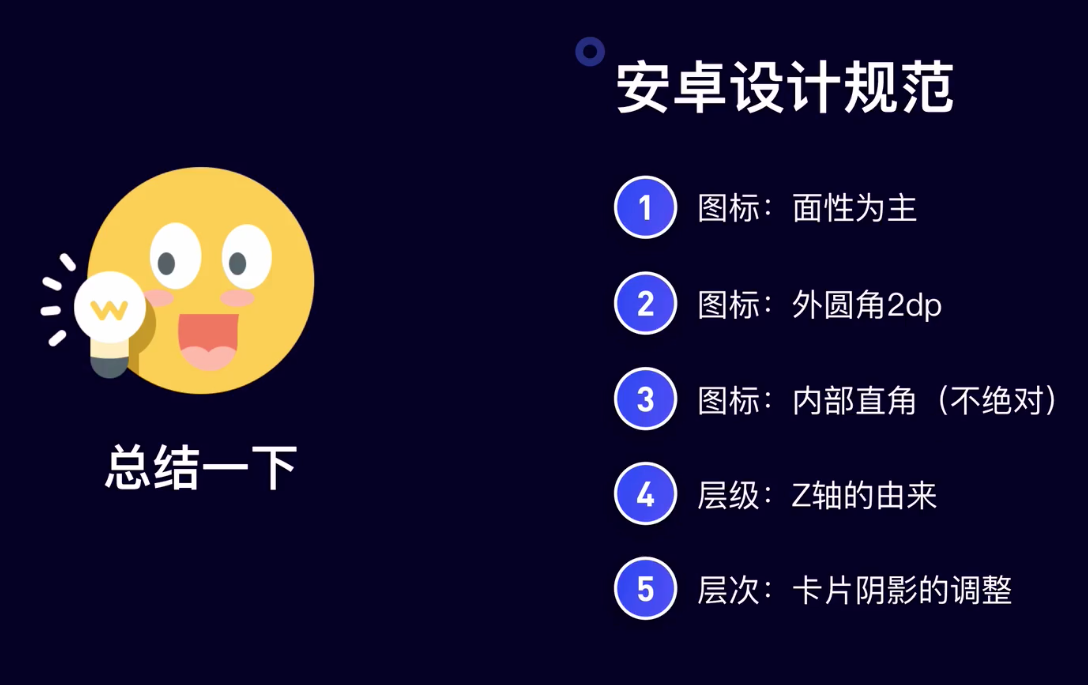 安卓设计规范
1 图标：面性为主
2 图标：外圆角2dp
3 图标：内部直角（不绝对）
4 层级：Z轴的由来
5 层次：卡片阴影的调整
W
总结一下